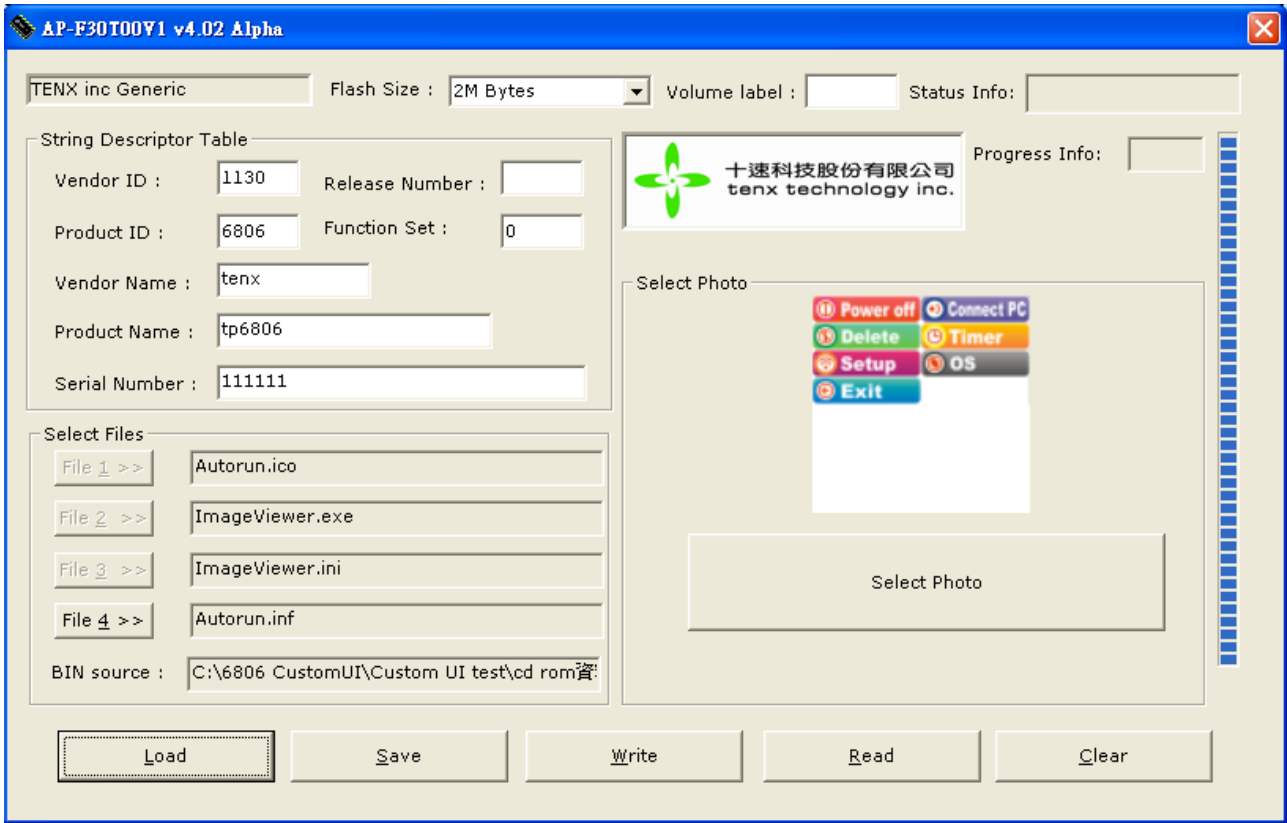 AP-F30T00V1 v4.02 Alpha
TENX inc Generic
Flash Size :
2M Bytes
Volume label :
Status Info:
String Descriptor Table
Vendor ID :
1130
Release Number :
Product ID :
6806
Function Set :
0
Vendor Name :
tenx
Product Name :
tp6806
Serial Number :
111111
十速科技股份有限公司
tenx technology inc.
Progress Info:
Select Files
File 1 >>
Autorun.ico
File 2 >>
ImageViewer.exe
File 3 >>
ImageViewer.ini
File 4 >>
Autorun.inf
BIN source :
C:\6806 CustomUI\Custom UI test\cd rom資
Select Photo
Power off
Connect PC
Delete
Timer
Setup
OS
Exit
Select Photo
Load
Save
Write
Read
Clear